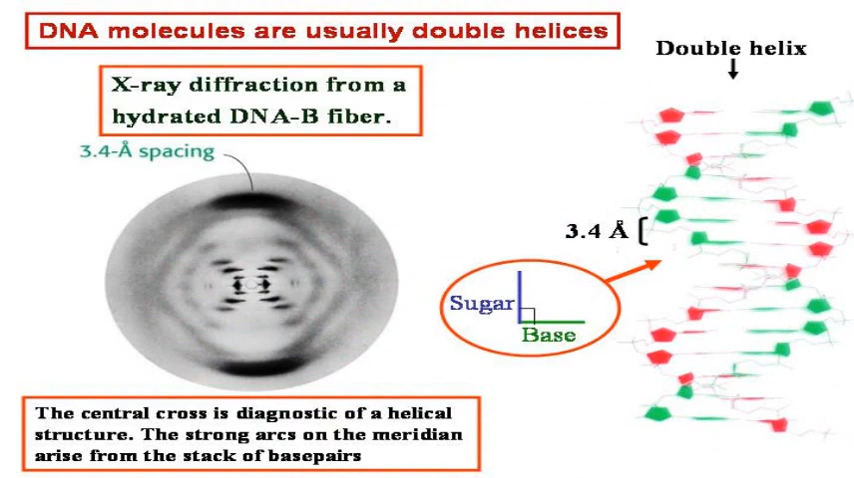 DNA molecules are usually double helices
X-ray diffraction from a
hydrated DNA-B fiber.
3.4-Å spacing
Double helix
3.4 Å
Sugar
Base
The central cross is diagnostic of a helical
structure. The strong arcs on the meridian
arise from the stack of basepairs